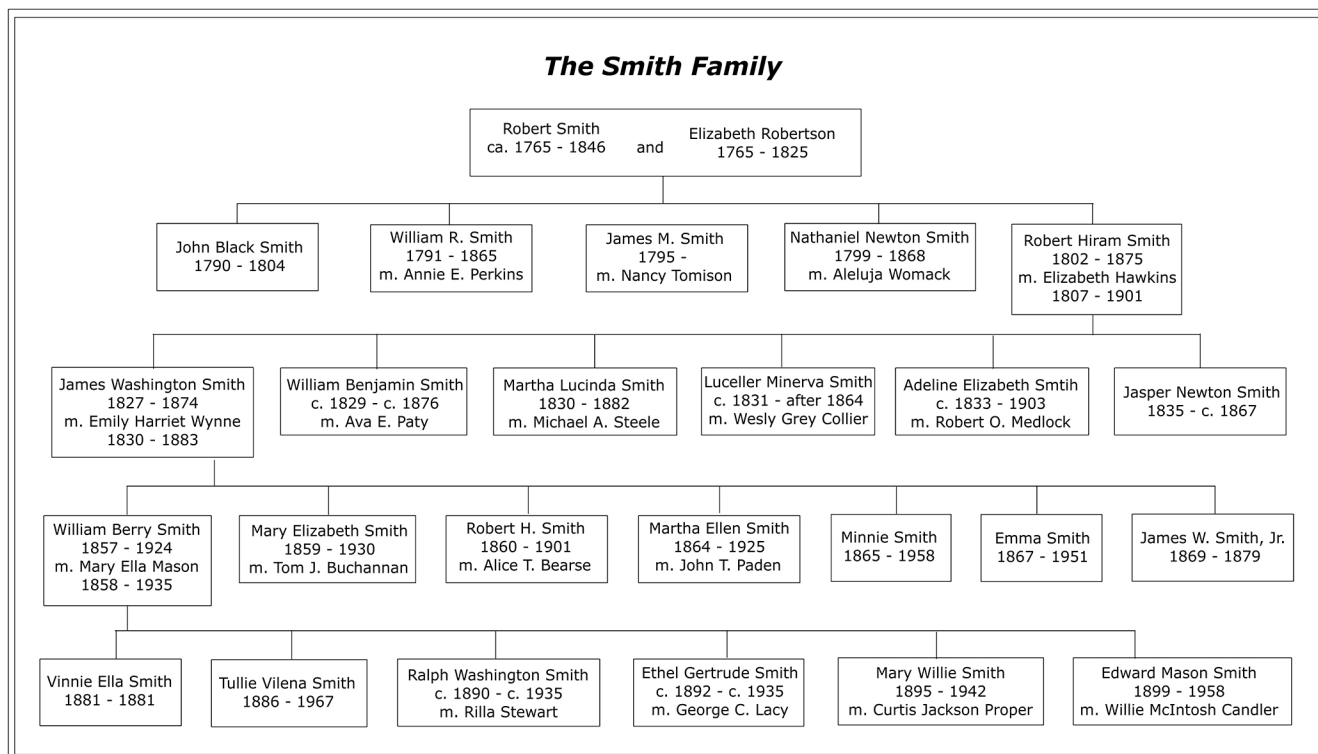 The Smith Family
Robert Smith
ca. 1765 - 1846
and
Elizabeth Robertson
1765 - 1825
John Black Smith
1790 - 1804
William R. Smith
1791 - 1865
m. Annie E. Perkins
James M. Smith
1795 -
m. Nancy Tomison
Nathaniel Newton Smith
1799 - 1868
m. Aleluja Womack
Robert Hiram Smith
1802 - 1875
m. Elizabeth Hawkins
1807 - 1901
James Washington Smith
1827 - 1874
m. Emily Harriet Wynne
1830 - 1883
William Benjamin Smith
c. 1829 - c. 1876
m. Ava E. Paty
Martha Lucinda Smith
1830 - 1882
m. Michael A. Steele
Luceller Minerva Smith
c. 1831 - after 1864
m. Wesly Grey Collier
Adeline Elizabeth Smtih
c. 1833 - 1903
m. Robert O. Medlock
Jasper Newton Smith
1835 - c. 1867
William Berry Smith
1857 - 1924
m. Mary Ella Mason
1858 - 1935
Mary Elizabeth Smith
1859 - 1930
m. Tom J. Buchannan
Robert H. Smith
1860 - 1901
m. Alice T. Bearse
Martha Ellen Smith
1864 - 1925
m. John T. Paden
Minnie Smith
1865 - 1958
Emma Smith
1867 - 1951
James W. Smith, Jr.
1869 - 1879
Vinnie Ella Smith
1881 - 1881
Tullie Vilena Smith
1886 - 1967
Ralph Washington Smith
c. 1890 - c. 1935
m. Rilla Stewart
Ethel Gertrude Smith
c. 1892 - c. 1935
m. George C. Lacy
Mary Willie Smith
1895 - 1942
m. Curtis Jackson Proper
Edward Mason Smith
1899 - 1958
m. Willie McIntosh Candler